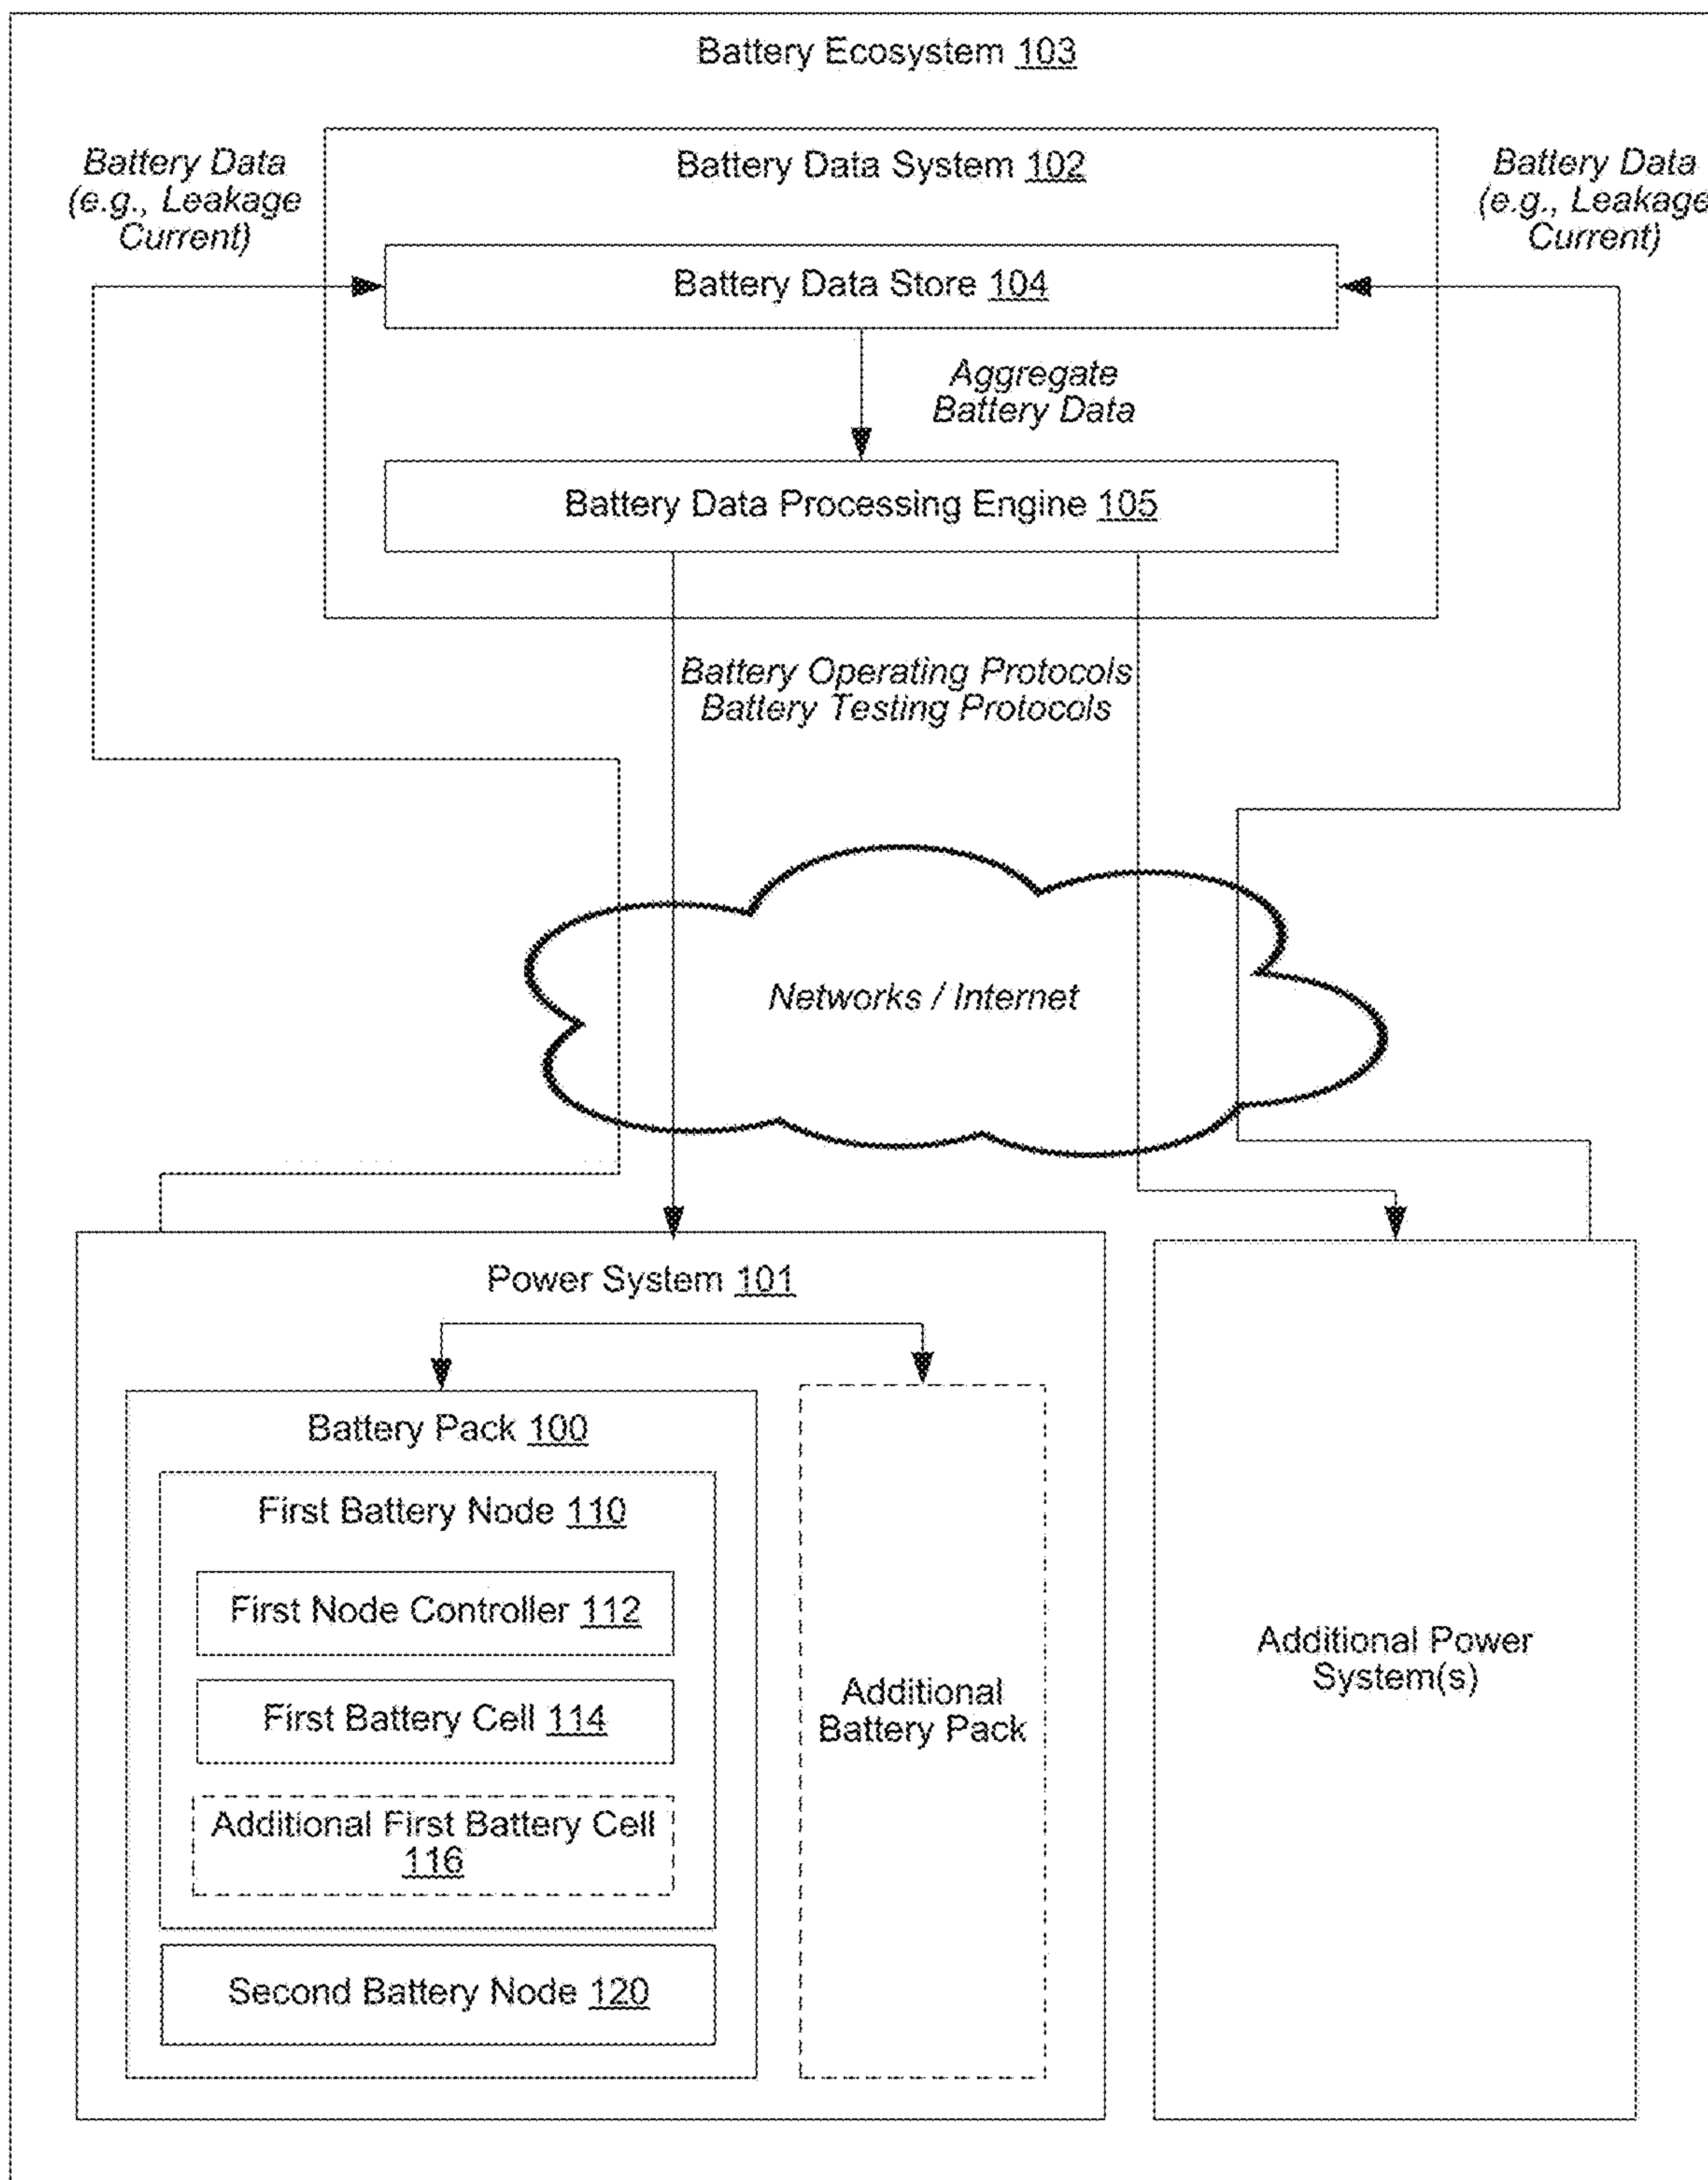 Battery Ecosystem 103
Battery Data
(e.g., Leakage
Current)
Battery Data System 102
Battery Data
(e.g., Leakage
Current)
Battery Data Store 104
Aggregate
Battery Data
Battery Data Processing Engine 105
Battery Operating Protocols
Battery Testing Protocols
Networks / Internet
Power System 101
Battery Pack 100
First Battery Node 110
First Node Controller 112
First Battery Cell 114
Additional First Battery Cell
116
Second Battery Node 120
Additional
Battery Pack
Additional Power
System(s)